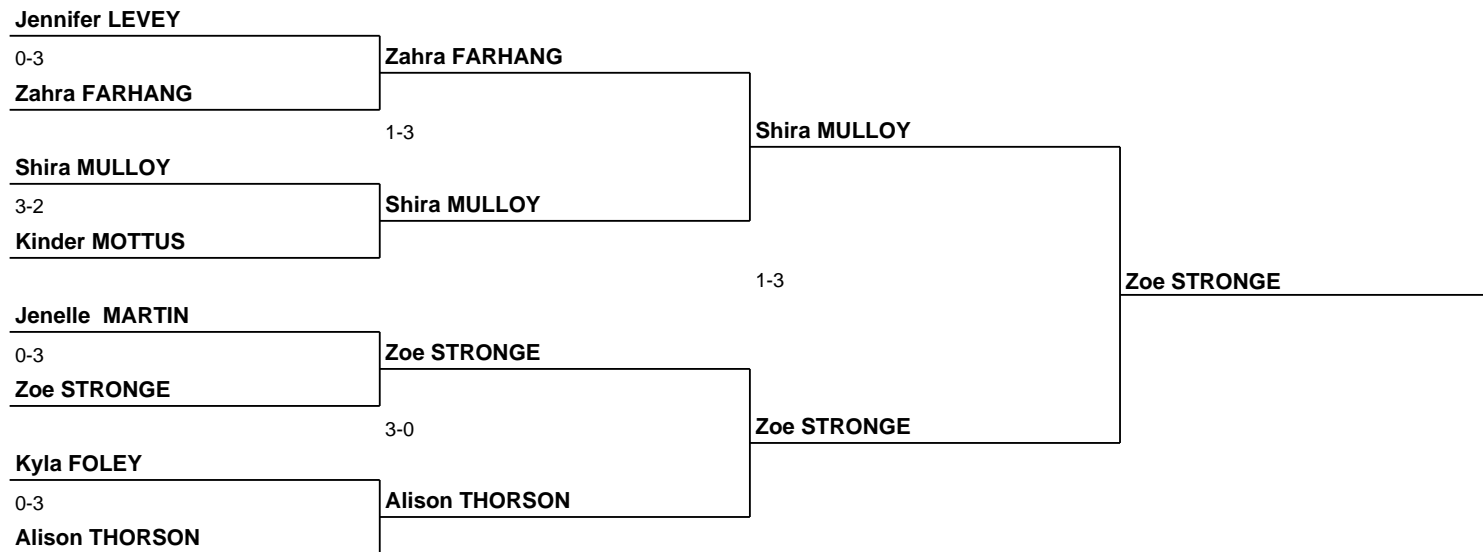 Jennifer LEVEY
0-3
Zahra FARHANG
Zahra FARHANG
1-3
Shira MULLOY
Shira MULLOY
3-2
Shira MULLOY
Kinder MOTTUS
1-3
Zoe STRONGE
Jenelle  MARTIN
0-3
Zoe STRONGE
Zoe STRONGE
3-0
Zoe STRONGE
Kyla FOLEY
0-3
Alison THORSON
Alison THORSON